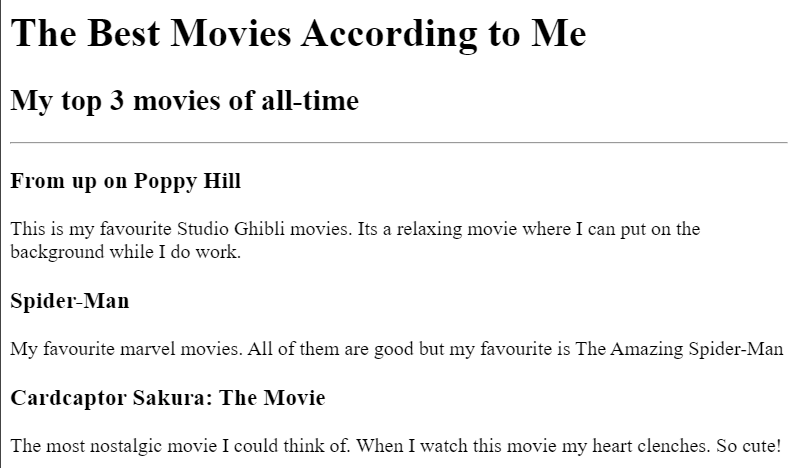 The Best Movies According to Me
My top 3 movies of all-time
From up on Poppy Hill
This is my favourite Studio Ghibli movies. Its a relaxing movie where I can put on the
background while I do work.
Spider-Man
My favourite marvel movies. All of them are good but my favourite is The Amazing Spider-Man
Cardcaptor Sakura: The Movie
The most nostalgic movie I could think of. When I watch this movie my heart clenches. So cute!